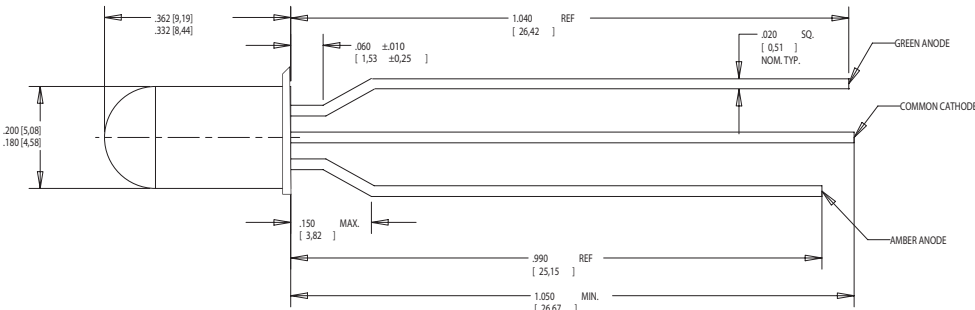 .362 [9,19]
.332 [8,44]
1.040 REF
[ 26,42 ]
.060 ±.010
[ 1,53 ±0,25 ]
.020 SQ.
[ 0,51 ]
NOM. TYP.
GREEN ANODE
COMMON CATHODE
.200 [5,08]
.180 [4,58]
.150 MAX.
[ 3,82 ]
AMBER ANODE
.990 REF
[ 25,15 ]
1.050 MIN.
[ 26,67 ]